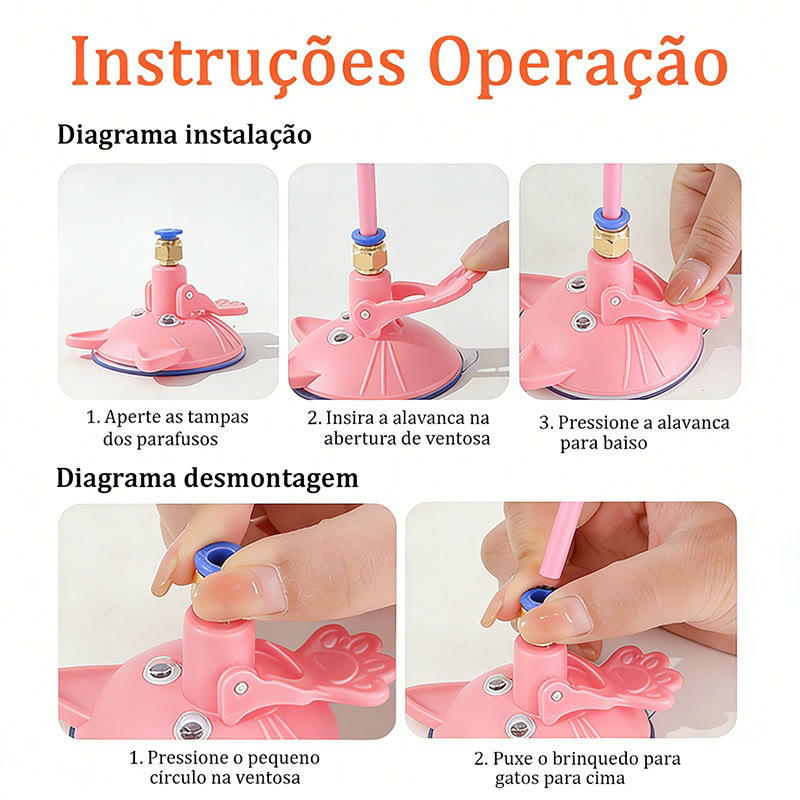 Instruções Operação
Diagrama instalação
1. Aperte as tampas
dos parafusos
2. Insira a alavanca na
abertura de ventosa
3. Pressione a alavanca
para baiso
Diagrama desmontagem
1. Pressione o pequeno
círculo na ventosa
2. Puxe o brinquedo para
gatos para cima